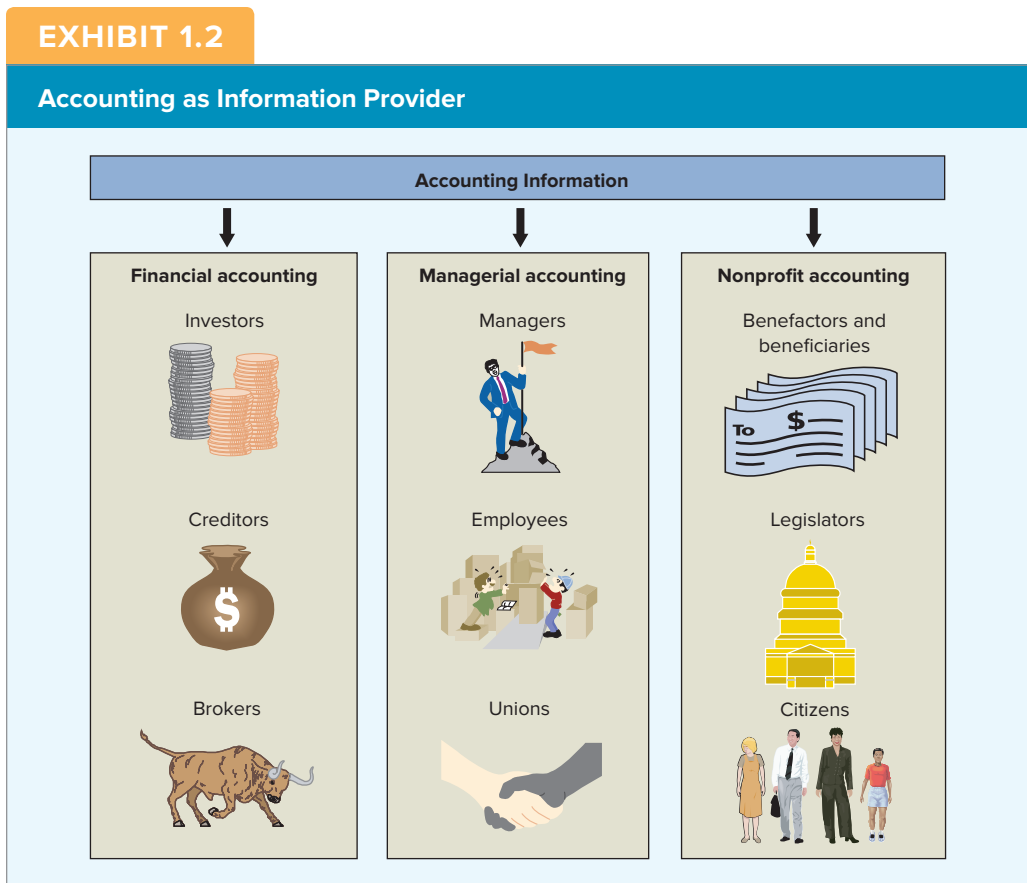 EXHIBIT 1.2
Accounting as Information Provider
Accounting Information
Financial accounting
Investors
Creditors
$
Brokers
Managerial accounting
Managers
Employees
Unions
Nonprofit accounting
Benefactors and
beneficiaries
To $
Legislators
Citizens